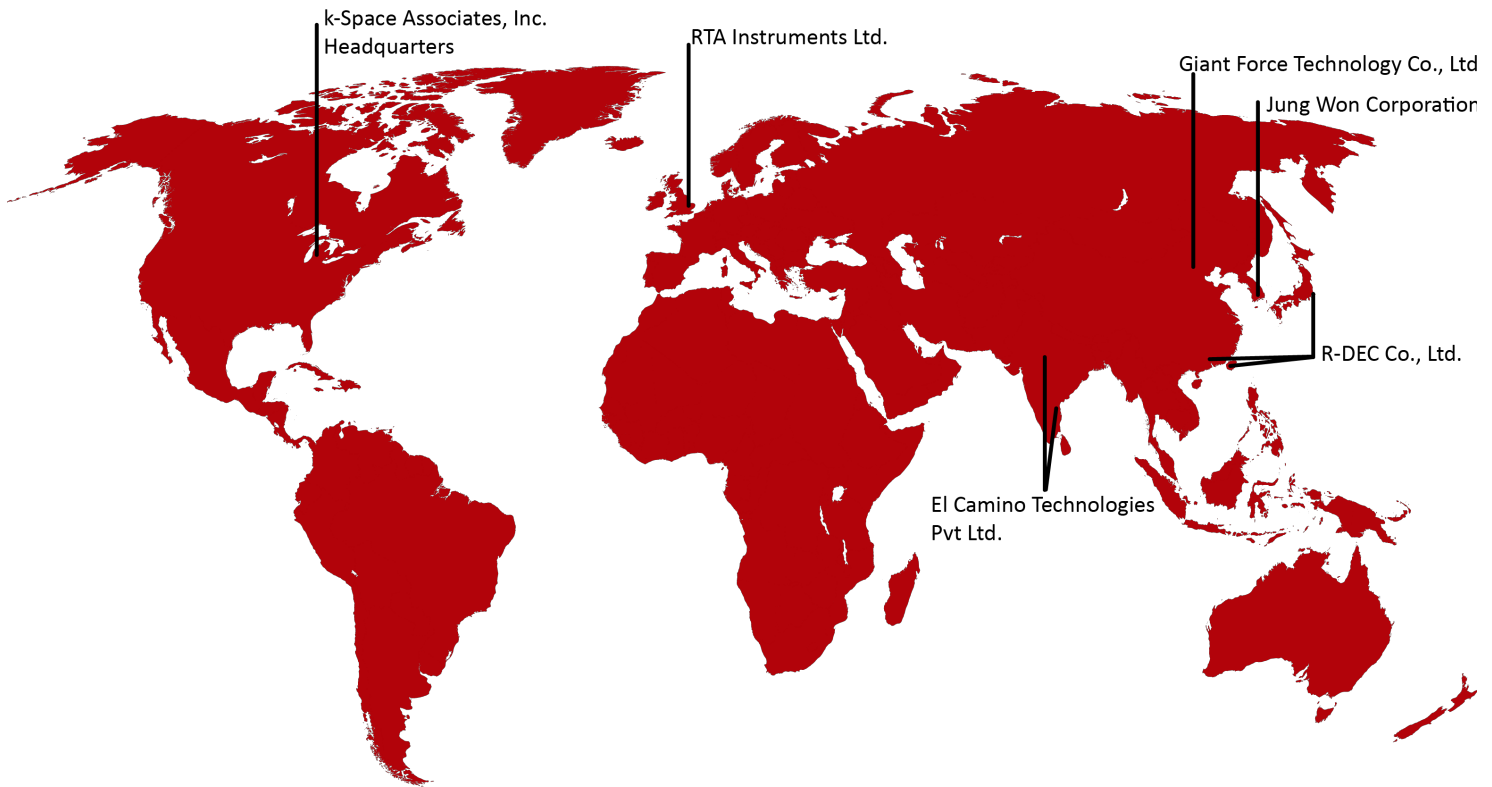 k-Space Associates, Inc.
Headquarters
RTA Instruments Ltd.
Giant Force Technology Co., Ltd
Jung Won Corporation
R-DEC Co., Ltd.
El Camino Technologies
Pvt Ltd.